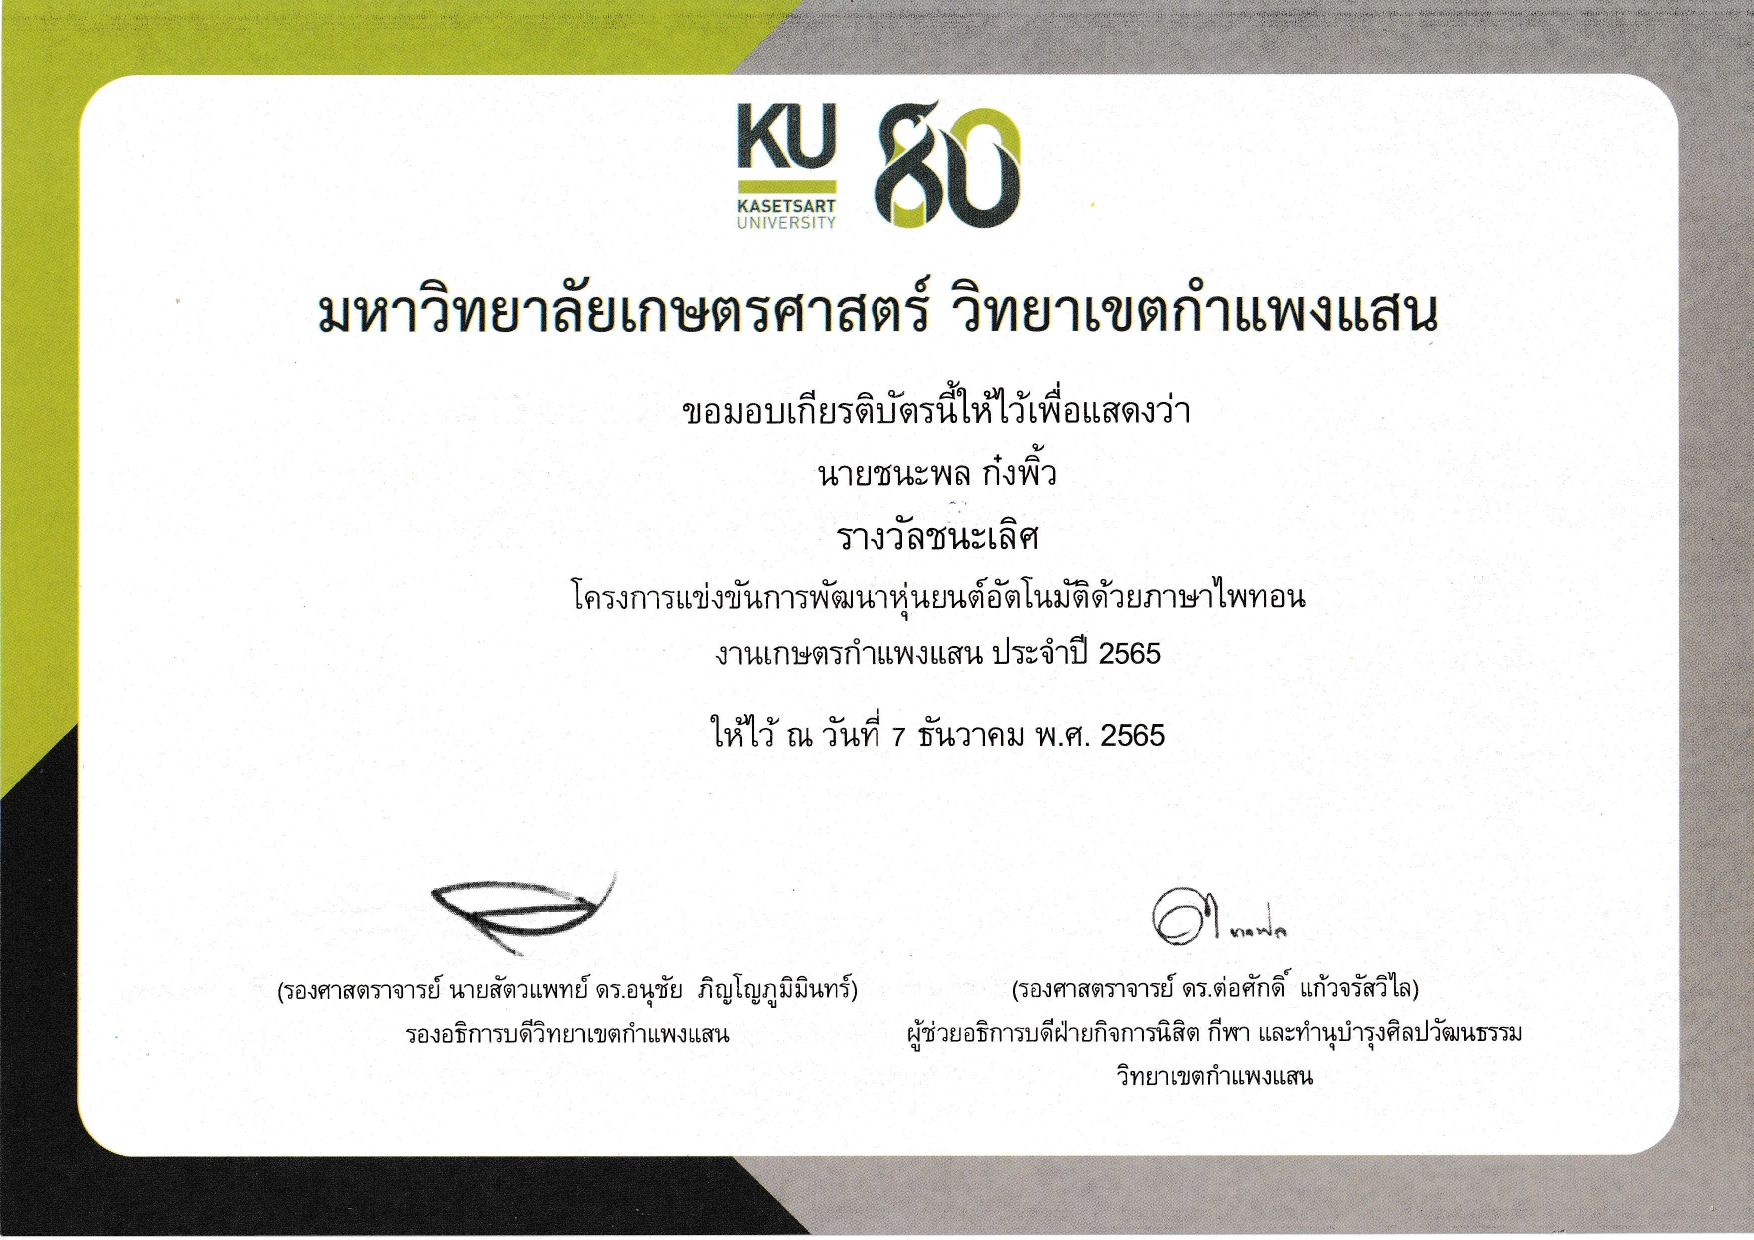 KU
KASETSART
UNIVERSITY
80
มหาวิทยาลัยเกษตรศาสตร์ วิทยาเขตกำแพงแสน
ขอมอบเกียรติบัตรนี้ให้ไว้เพื่อแสดงว่า
นายชนะพล ก๋งพิ้ว
รางวัลชนะเลิศ
โครงการแข่งขันการพัฒนาหุ่นยนต์อัตโนมัติด้วยภาษาไพทอน
งานเกษตรกำแพงแสน ประจำปี 2565
ให้ไว้ ณ วันที่ 7 ธันวาคม พ.ศ. 2565
(รองศาสตราจารย์ นายสัตวแพทย์ ดร.อนุชัย ภิญโญภูมิมินทร์)
รองอธิการบดีวิทยาเขตกำแพงแสน
(รองศาสตราจารย์ ดร.ต่อศักดิ์ แก้วจรัสวิไล)
ผู้ช่วยอธิการบดีฝ่ายกิจการนิสิต กีฬา และทำนุบำรุงศิลปวัฒนธรรม
วิทยาเขตกำแพงแสน